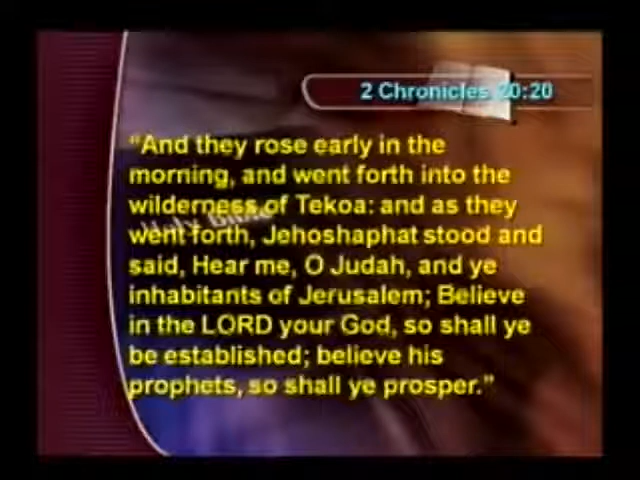 2 Chronicles 20:20
“And they rose early in the
morning, and went forth into the
wilderness of Tekoa: and as they
went forth, Jehoshaphat stood and
said, Hear me, O Judah, and ye
inhabitants of Jerusalem; Believe
in the LORD your God, so shall ye
be established; believe his
prophets, so shall ye prosper.”
Holy Bible